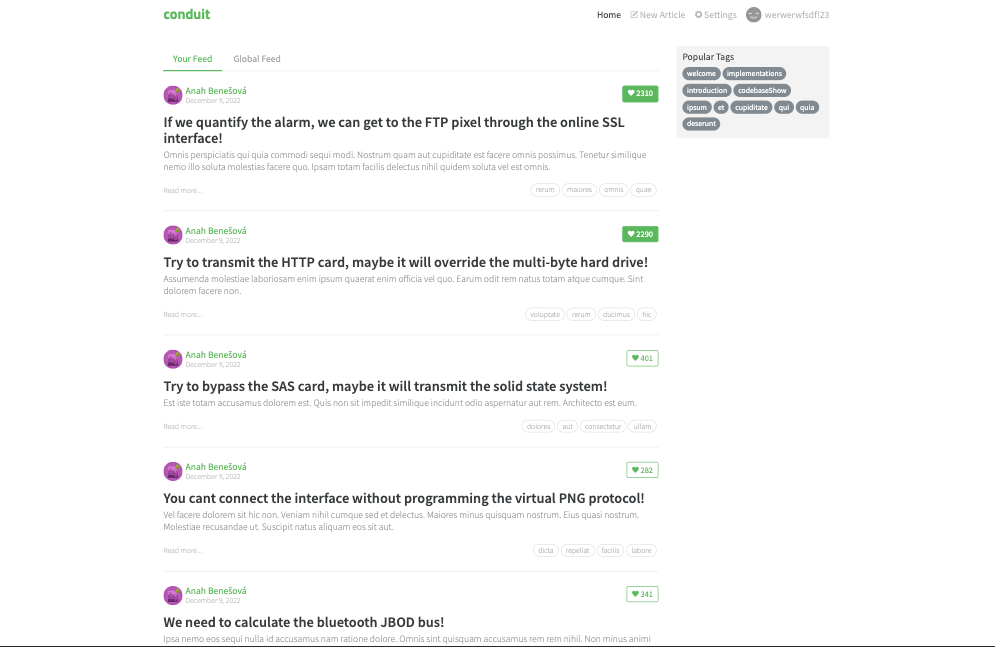 conduit
Home New Article Settings werwerwfsdf!23
Your Feed Global Feed
Anah Benešová
December 9, 2022
2310
If we quantify the alarm, we can get to the FTP pixel through the online SSL
interface!
Omnis perspiciatis qui quia commodi sequi modi. Nostrum quam aut cupiditate est facere omnis possimus. Tenetur similique
nemo illo soluta molestias facere quo. Ipsam totam facilis delectus nihil quidem soluta vel est omnis.
Read more...
rerum maiores omnis quae
Anah Benešová
December 9, 2022
2290
Try to transmit the HTTP card, maybe it will override the multi-byte hard drive!
Assumenda molestiae laboriosam enim ipsum quaerat enim officia vel quo. Earum odit rem natus totam atque cumque. Sint
dolorem facere non.
Read more...
voluptate rerum ducimus hic
Anah Benešová
December 9, 2022
401
Try to bypass the SAS card, maybe it will transmit the solid state system!
Est iste totam accusamus dolorem est. Quis non sit impedit similique incidunt odio aspernatur aut rem. Architecto est eum.
Read more...
dolores aut consectetur ullam
Anah Benešová
December 9, 2022
282
You cant connect the interface without programming the virtual PNG protocol!
Vel facere dolorem sit hic non. Veniam nihil cumque sed et delectus. Maiores minus quisquam nostrum. Eius quasi nostrum.
Molestiae recusandae ut. Suscipit natus aliquam eos sit aut.
Read more...
dicta repellat facilis labore
Anah Benešová
December 9, 2022
341
We need to calculate the bluetooth JBOD bus!
Ipsa nemo eos sequi nulla id accusamus nam ratione dolore. Omnis sint quisquam accusamus rem rem nihil. Non minus animi
Popular Tags
welcome implementations
introduction codebaseShow
ipsum et cupiditate qui quia
deserunt